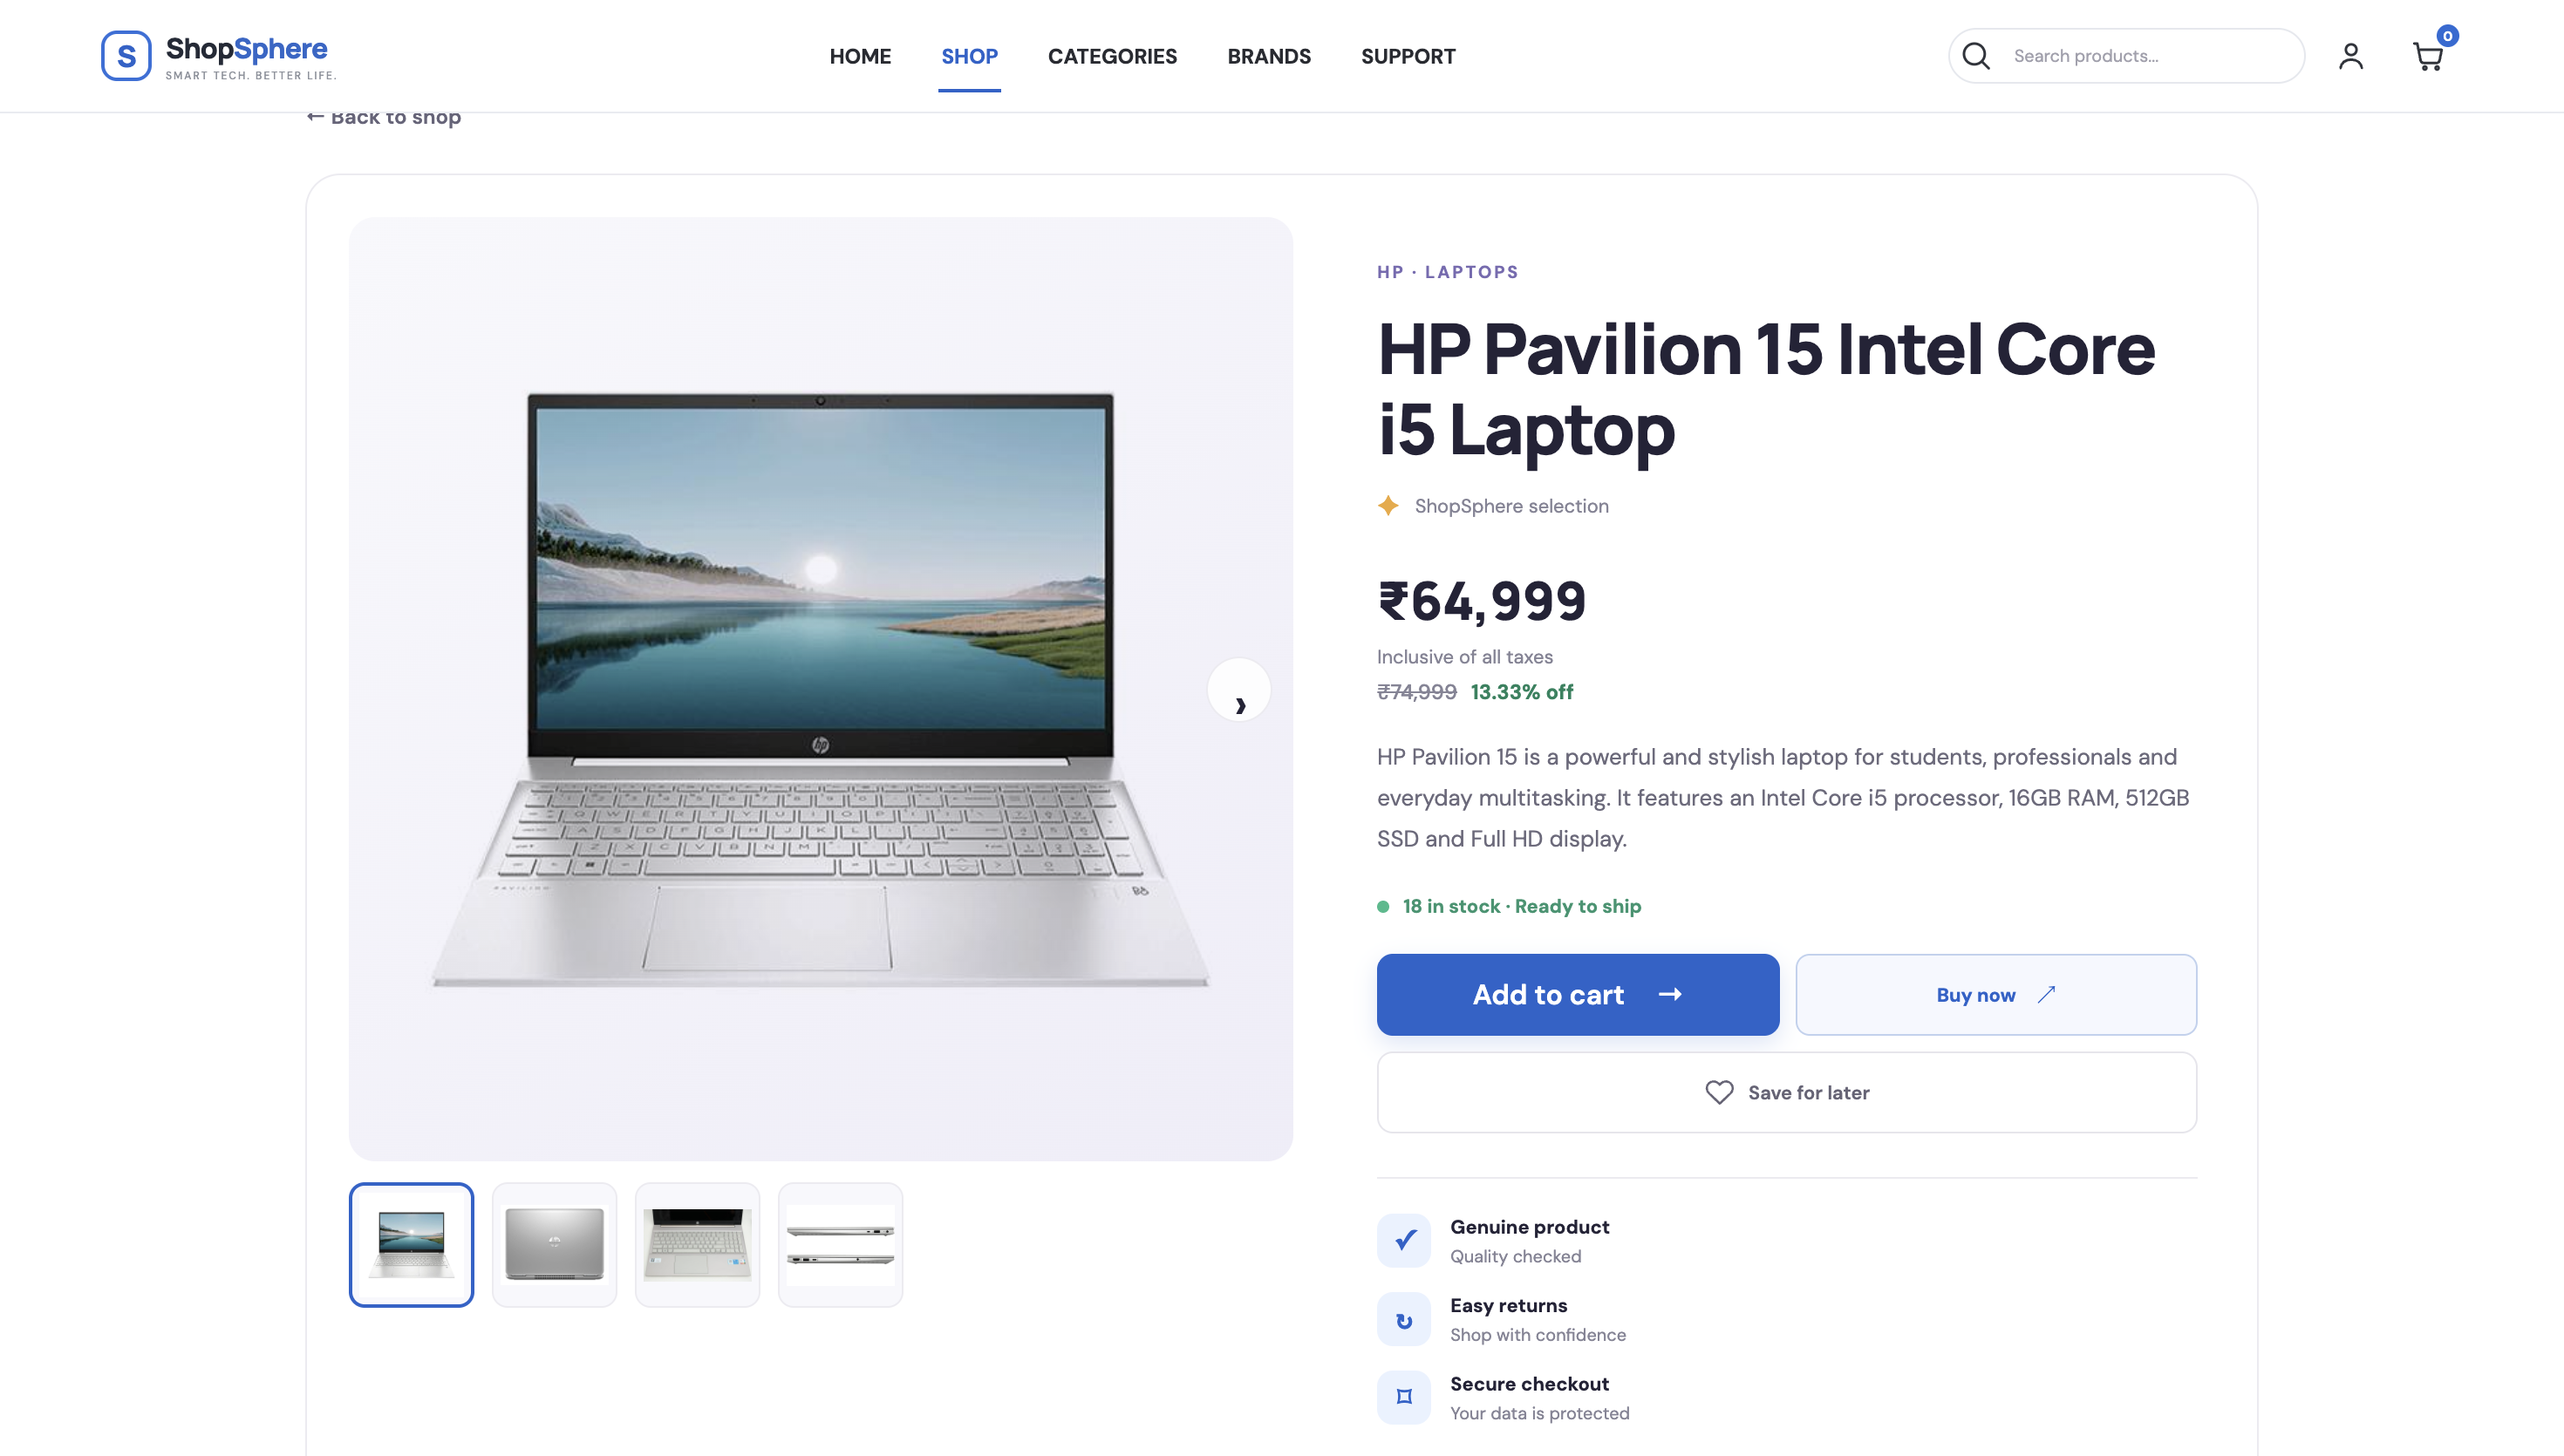 S
ShopSphere
SMART TECH. BETTER LIFE.
HOME
SHOP
CATEGORIES
BRANDS
SUPPORT
Search products...
0
← Back to shop
hp
HP · LAPTOPS
HP Pavilion 15 Intel Core
i5 Laptop
ShopSphere selection
₹64,999
Inclusive of all taxes
₹74,999 13.33% off
HP Pavilion 15 is a powerful and stylish laptop for students, professionals and
everyday multitasking. It features an Intel Core i5 processor, 16GB RAM, 512GB
SSD and Full HD display.
18 in stock · Ready to ship
Add to cart →
Buy now ↗
Save for later
Genuine product
Quality checked
Easy returns
Shop with confidence
Secure checkout
Your data is protected